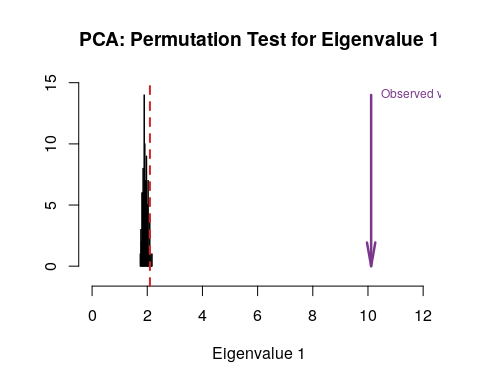 PCA: Permutation Test for Eigenvalue 1
15
Observed v
10
5
0
0 2 4 6 8 10 12
Eigenvalue 1